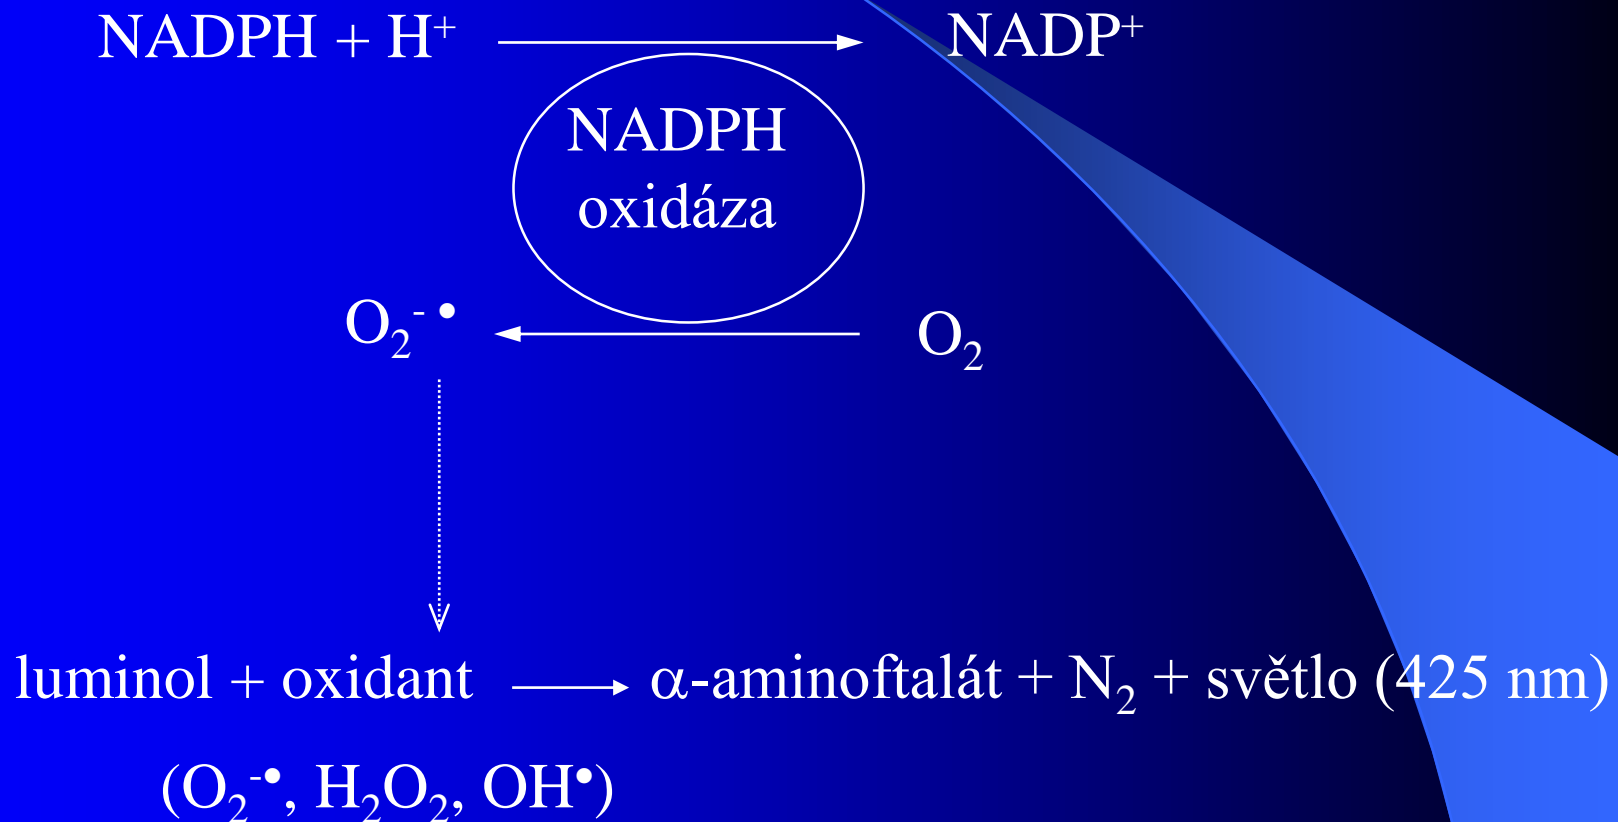 NADPH + H⁺ NADP⁺
NADPH
oxidáza
O₂⁻ • O₂
luminol + oxidant α-aminoftalát + N₂ + světlo (425 nm)
(O₂⁻•, H₂O₂, OH•)